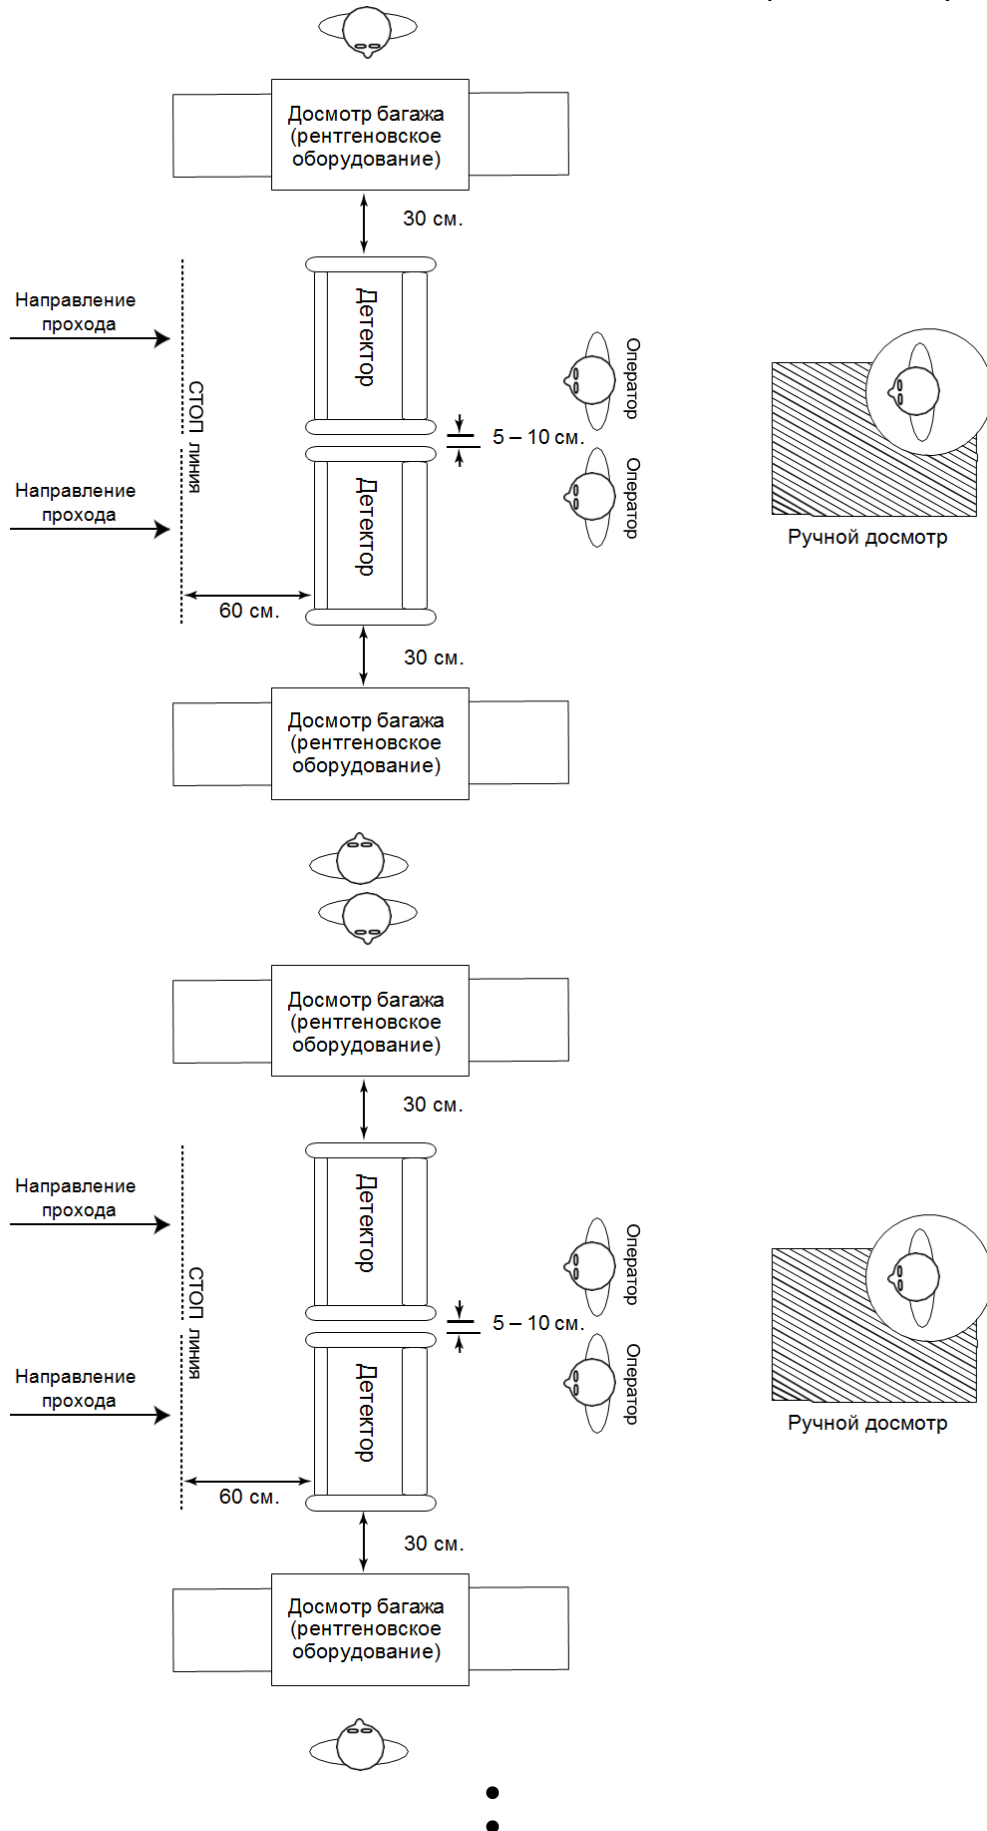 Досмотр багажа
(рентгеновское
оборудование)
30 см.
Направление
прохода
Детектор
СТОП линия
Оператор
5 – 10 см.
Направление
прохода
Детектор
Оператор
Ручной досмотр
60 см.
30 см.
Досмотр багажа
(рентгеновское
оборудование)
Досмотр багажа
(рентгеновское
оборудование)
30 см.
Направление
прохода
Детектор
СТОП линия
Оператор
5 – 10 см.
Направление
прохода
Детектор
Оператор
Ручной досмотр
60 см.
30 см.
Досмотр багажа
(рентгеновское
оборудование)